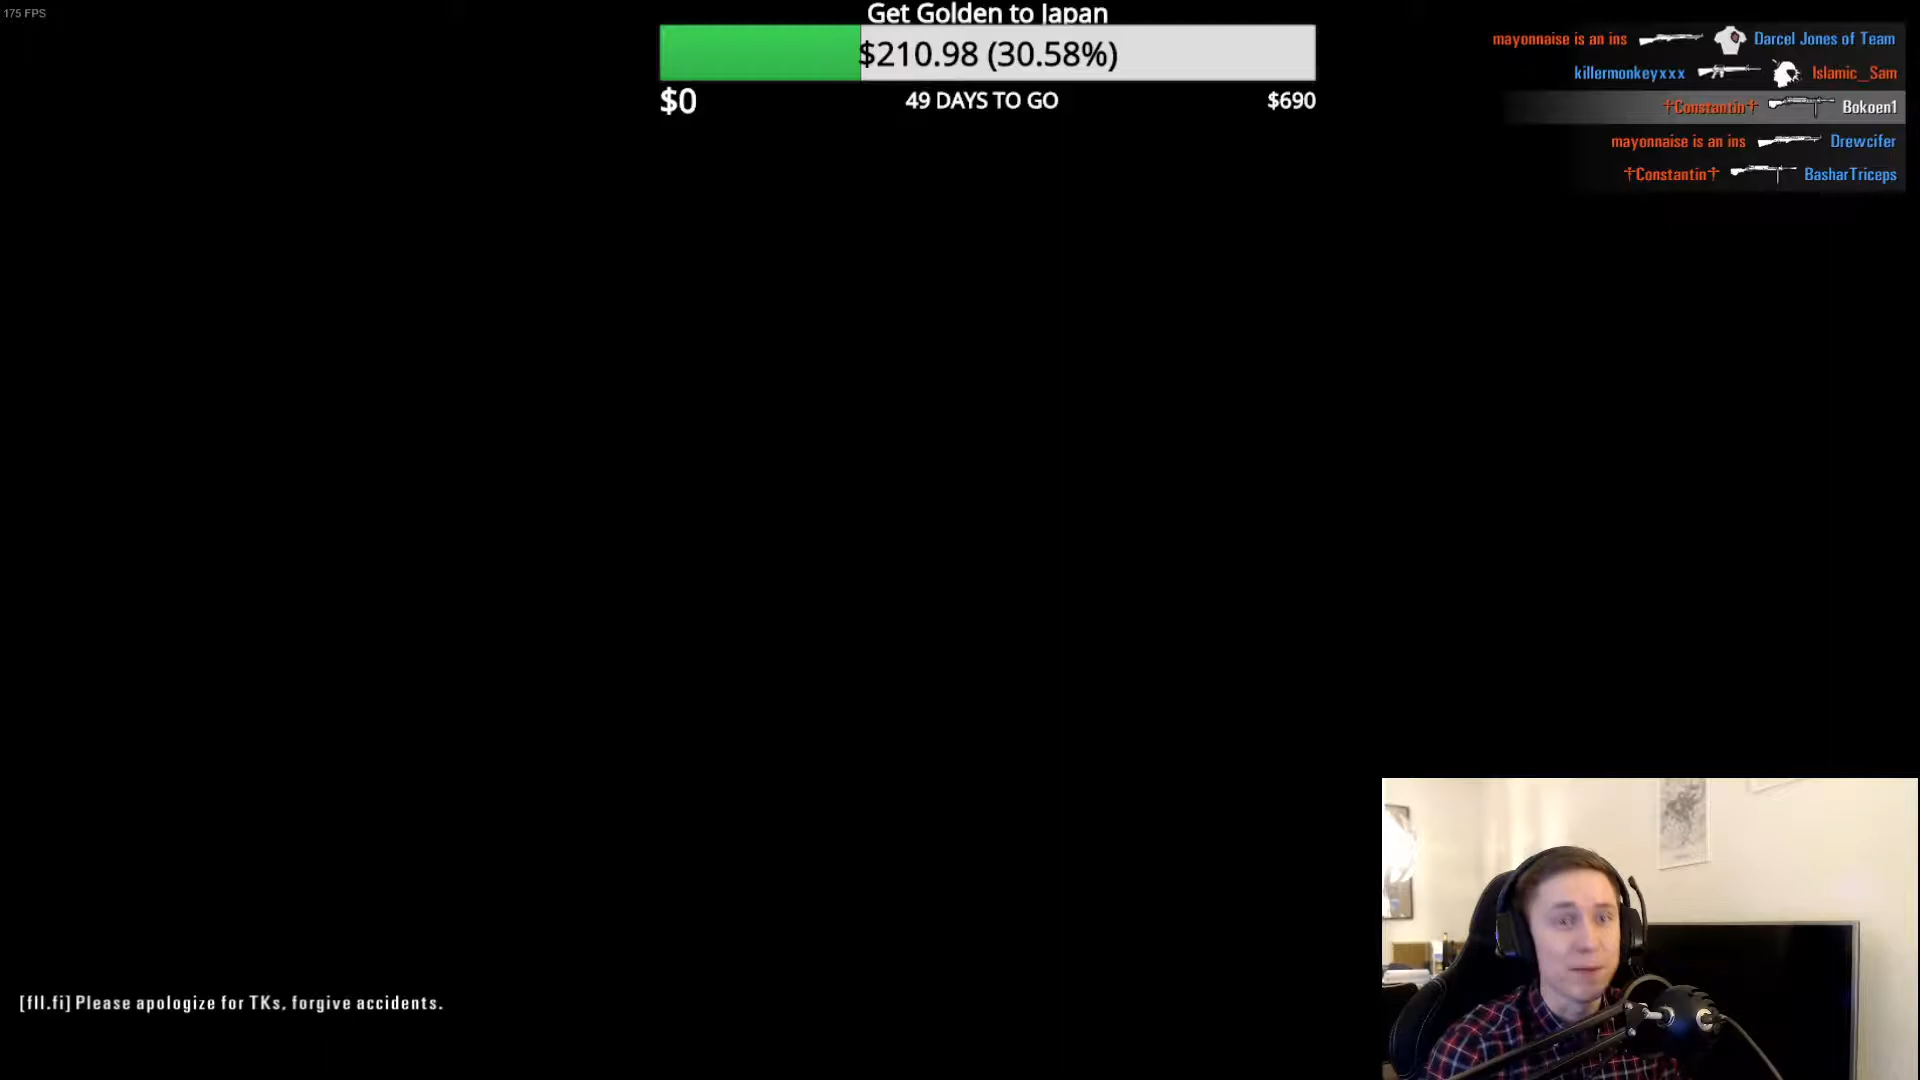 175 FPS
Get Golden to Japan
$210.98 (30.58%)
$0
49 DAYS TO GO
$690
mayonnaise is an ins Darcel Jones of Team
killermonkeyxxx Islamic_Sam
†Constantin† Bokoen1
mayonnaise is an ins Drewcifer
†Constantin† BasharTriceps
[fll.fi] Please apologize for TKs, forgive accidents.